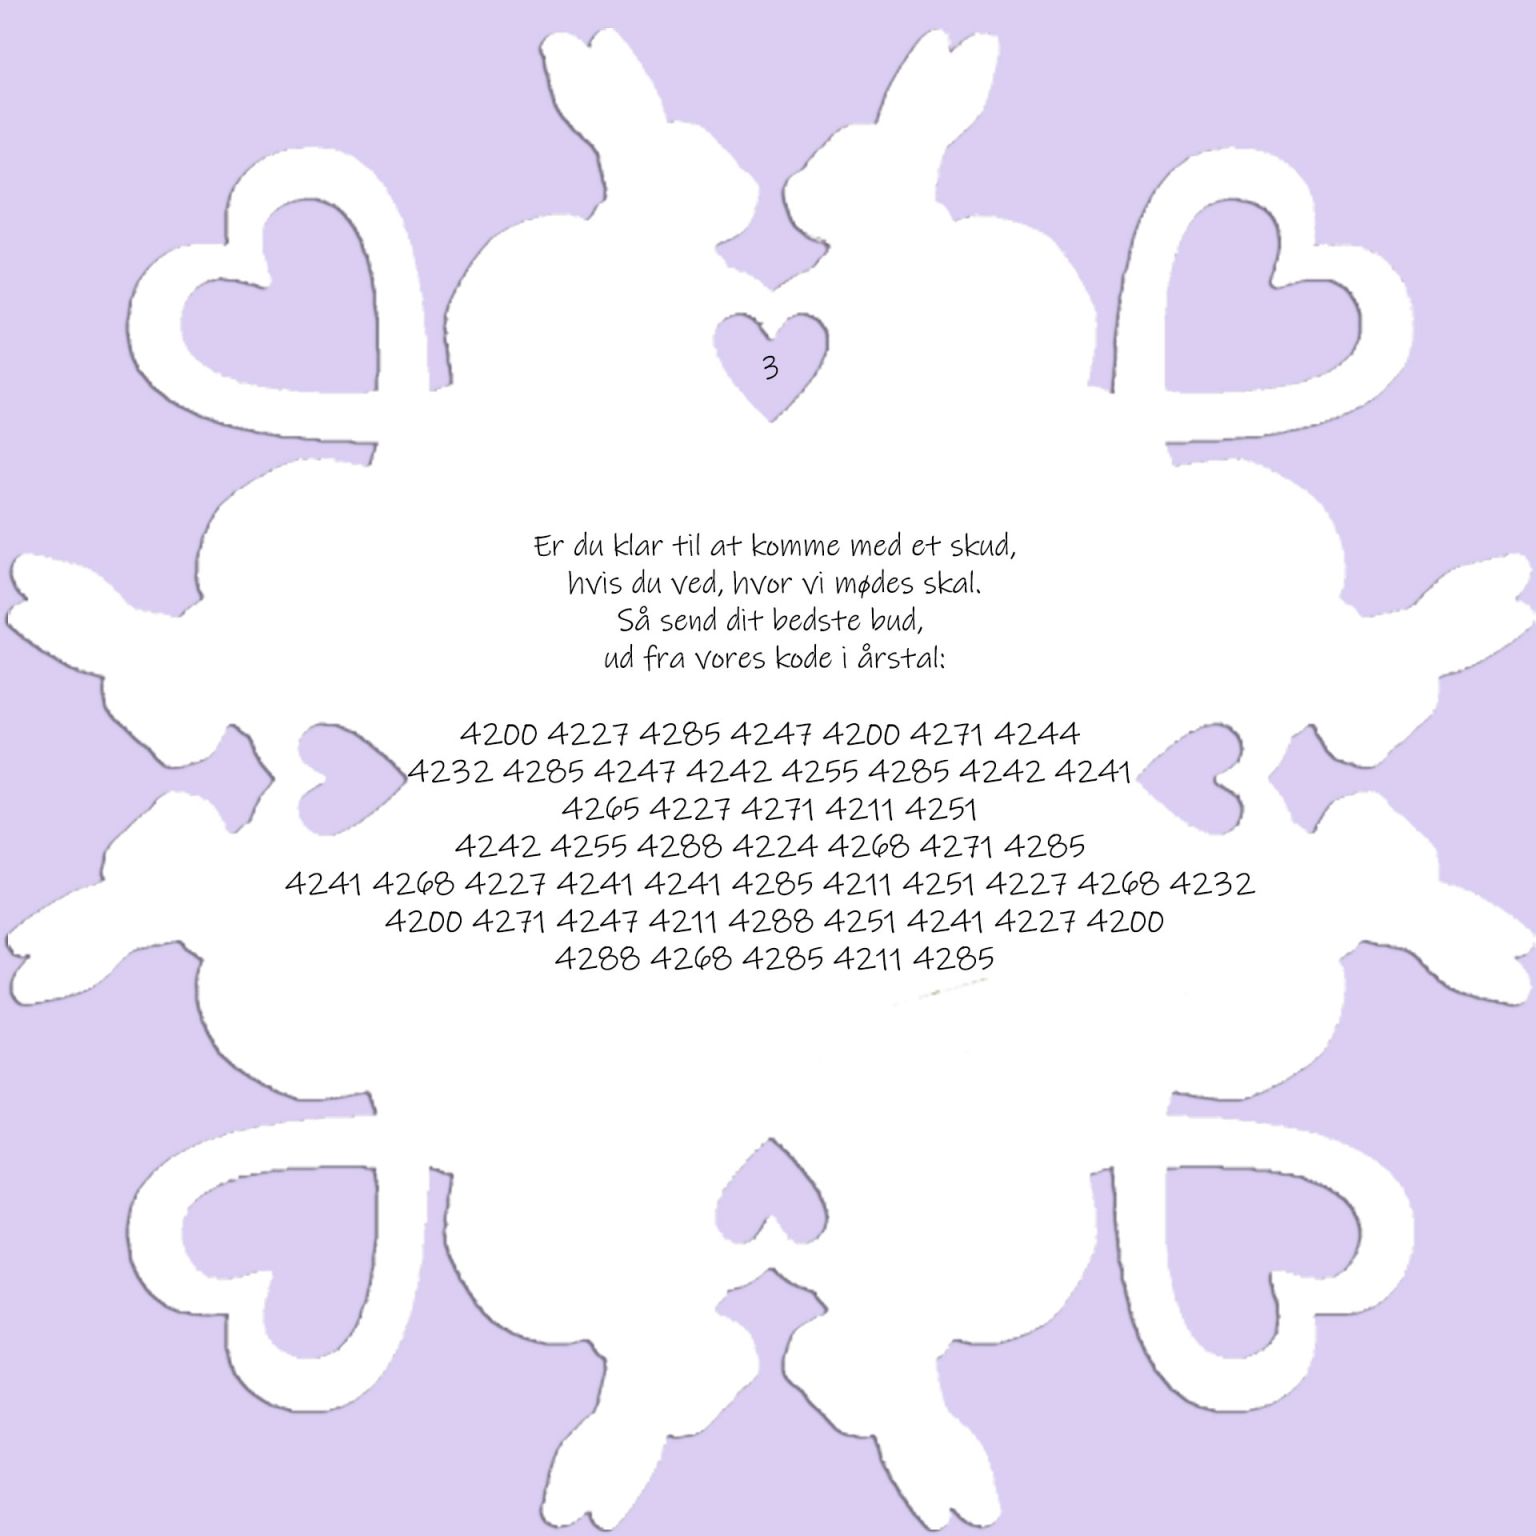 3
Er du klar til at komme med et skud,
hvis du ved, hvor vi mødes skal.
Så send dit bedste bud,
ud fra vores kode i årstal:
4200 4227 4285 4247 4200 4271 4244
4232 4285 4247 4242 4255 4285 4242 4241
4265 4227 4271 4211 4251
4242 4255 4288 4224 4268 4271 4285
4241 4268 4227 4241 4241 4285 4211 4251 4227 4268 4232
4200 4271 4247 4211 4288 4251 4241 4227 4200
4288 4268 4285 4211 4285